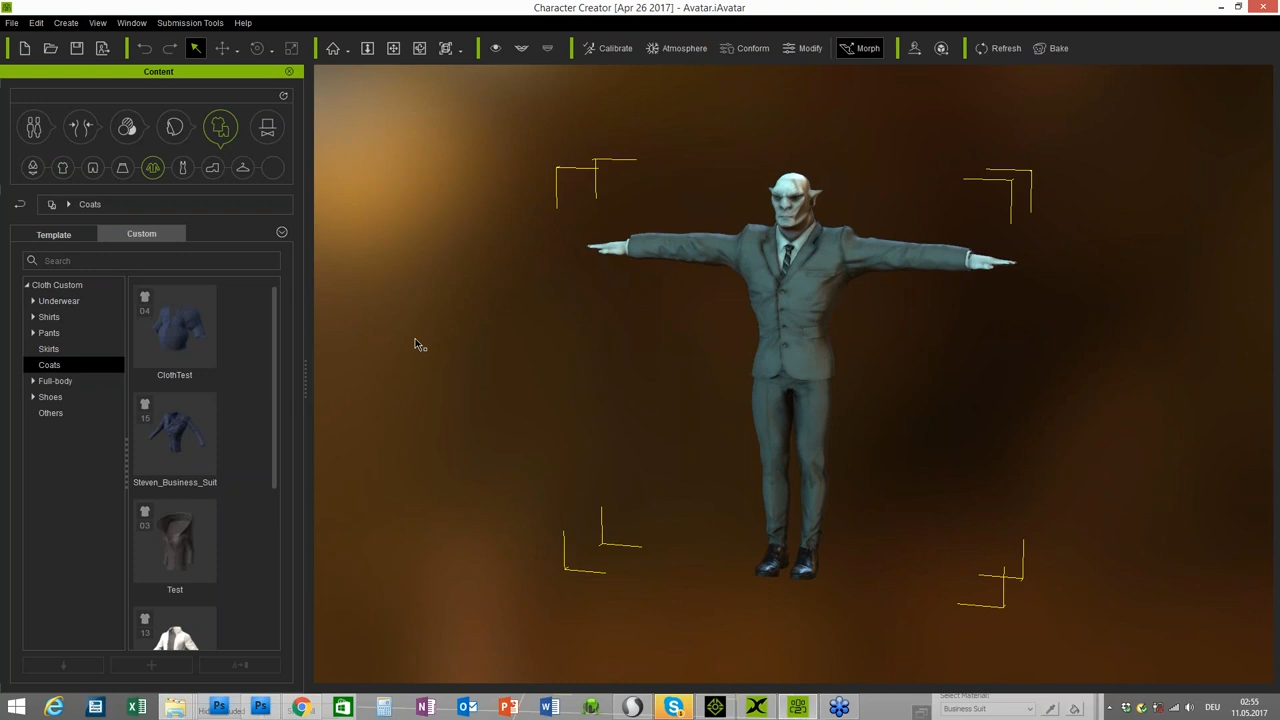 Character Creator [Apr 26 2017] - Avatar.iAvatar
File Edit Create View Window Submission Tools Help
Calibrate Atmosphere Conform Modify Morph Refresh Bake
Content
Coats
Template Custom
Search
Cloth Custom
Underwear
Shirts
Pants
Skirts
Coats
Full-body
Shoes
Others
04
ClothTest
15
Steven_Business_Suit
03
Test
13
Select Material:
Business Suit
DEU
02:55
11.05.2017